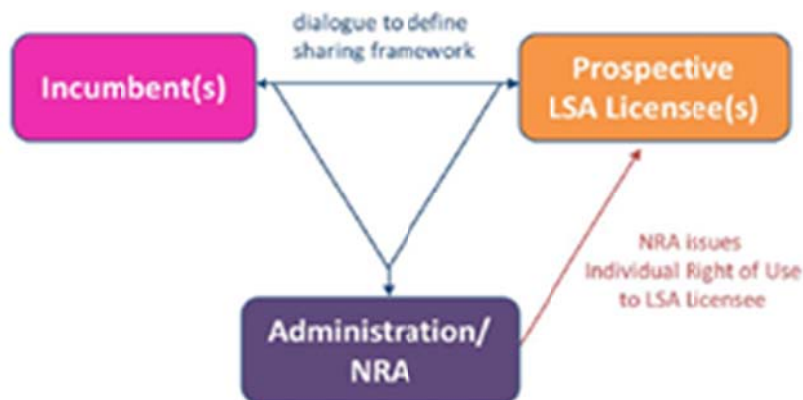 dialogue to define
sharing framework
Incumbent(s)
Prospective
LSA Licensee(s)
NRA issues
Individual Right of Use
to LSA Licensee
Administration/
NRA